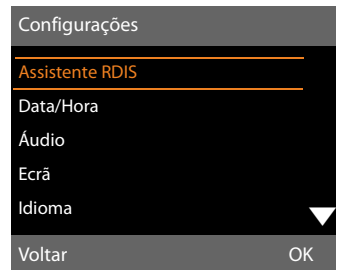 Configurações
Assistente RDIS
Data/Hora
Áudio
Ecrã
Idioma
Voltar OK